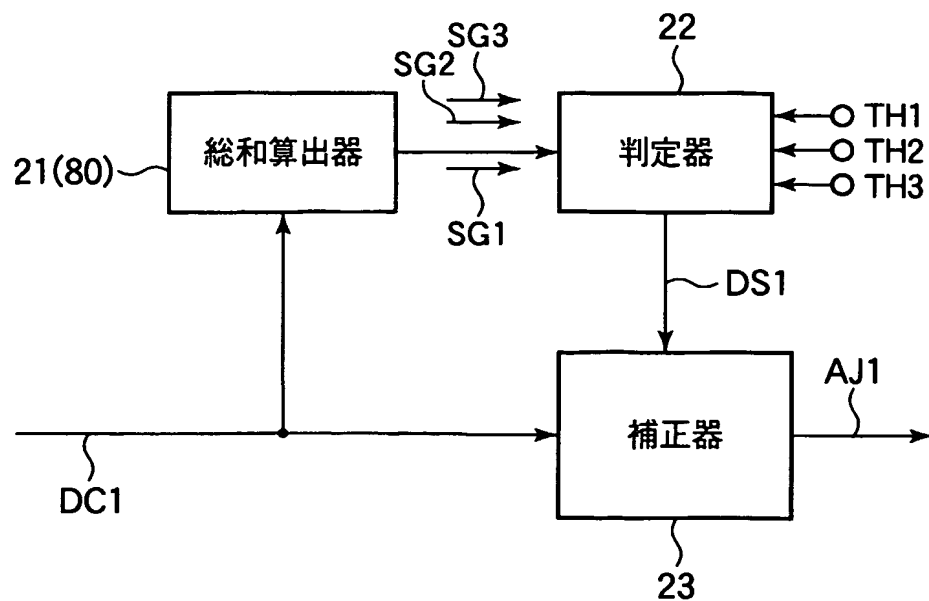 22
SG3
SG2
総和算出器
判定器
TH1
TH2
TH3
21(80)
SG1
DS1
補正器
AJ1
DC1
23